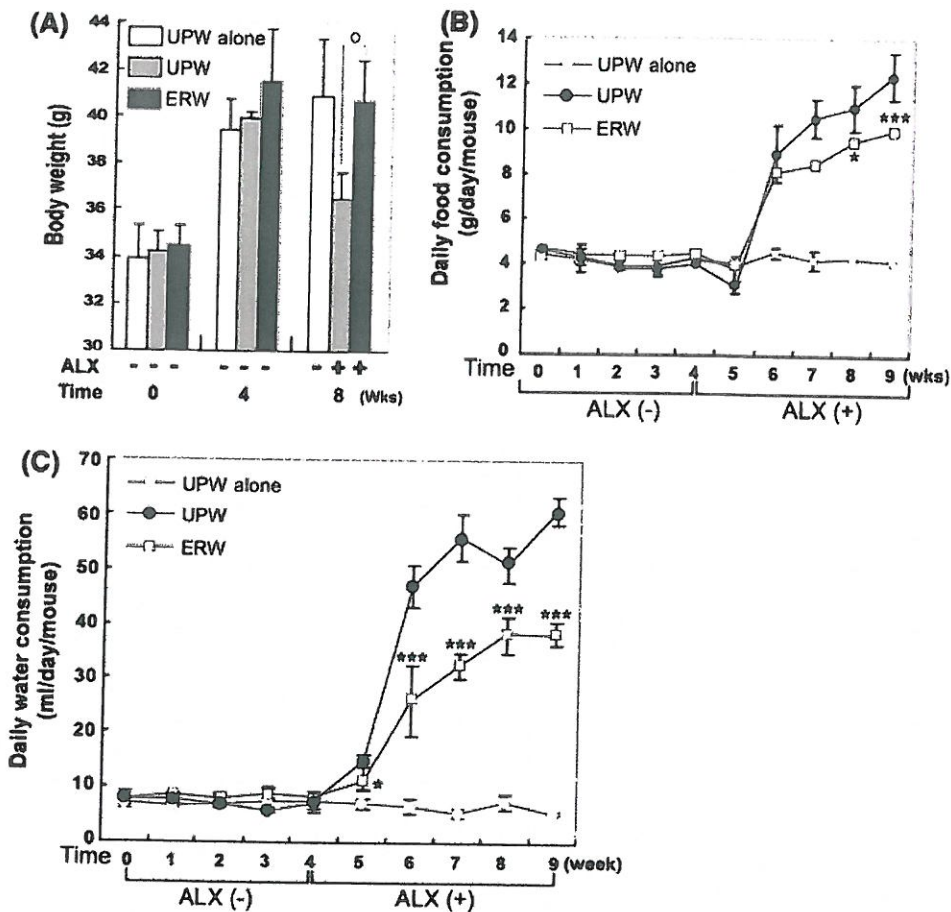 (A)
44
42
40
38
36
34
32
30
Body weight (g)
UPW alone
UPW
ERW
ALX - - - - - - - + +
Time 0 4 8 (Wks)
(B)
14
12
10
8
6
4
2
0
Daily food consumption
(g/day/mouse)
UPW alone
UPW
ERW
***
*
Time 0 1 2 3 4 5 6 7 8 9 (wks)
ALX (-) ALX (+)
(C)
70
60
50
40
30
20
10
0
Daily water consumption
(ml/day/mouse)
UPW alone
UPW
ERW
*** *** *** ***
*
Time 0 1 2 3 4 5 6 7 8 9 (week)
ALX (-) ALX (+)